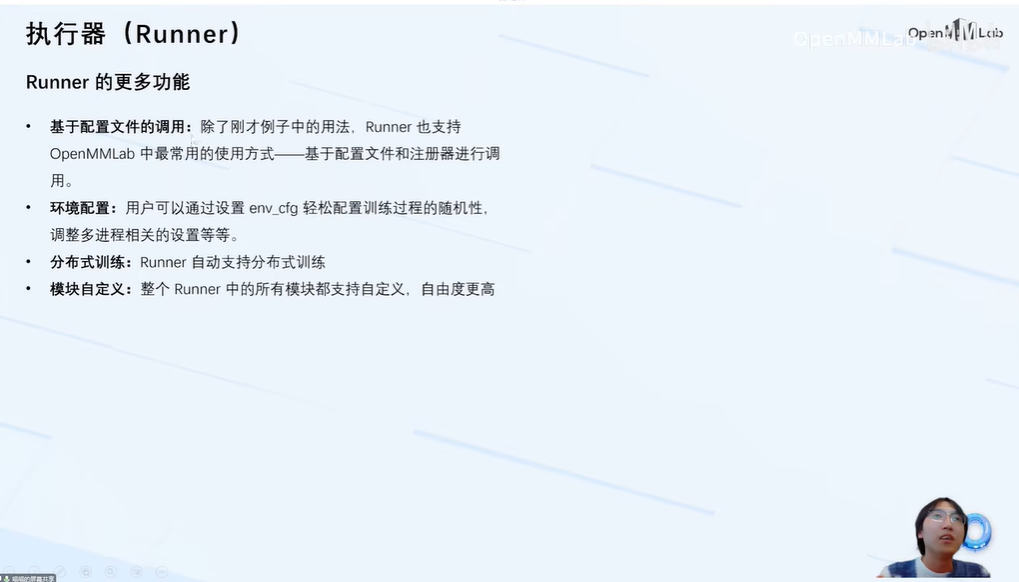 执行器（Runner）
OpenMMLab
OpenMMLab
Runner 的更多功能
• 基于配置文件的调用：除了刚才例子中的用法，Runner 也支持
OpenMMLab 中最常用的使用方式——基于配置文件和注册器进行调
用。
• 环境配置：用户可以通过设置 env_cfg 轻松配置训练过程的随机性，
调整多进程相关的设置等等。
• 分布式训练：Runner 自动支持分布式训练
• 模块自定义：整个 Runner 中的所有模块都支持自定义，自由度更高
的屏幕共享